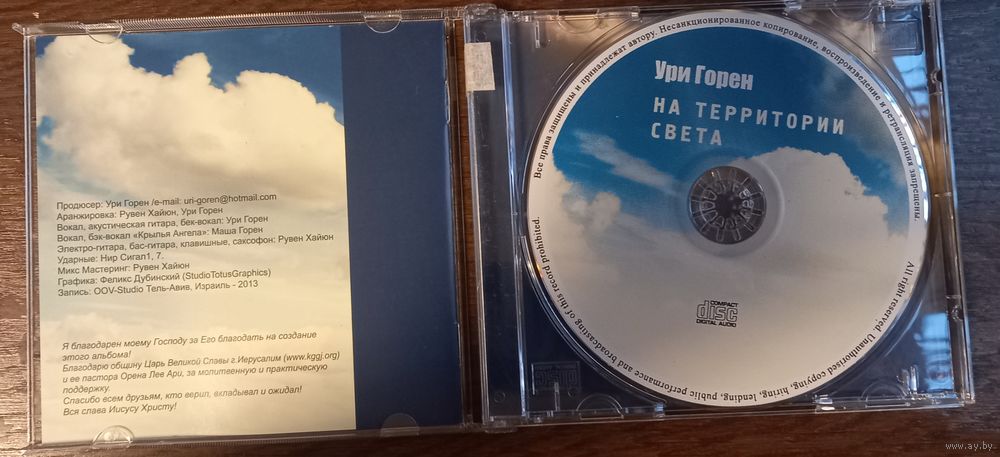 Продюсер: Ури Горен /e-mail: uri-goren@hotmail.com
Аранжировка: Рувен Хайюн, Ури Горен
Вокал, акустическая гитара, бек-вокал: Ури Горен
Вокал, бэк-вокал «Крылья Ангела»: Маша Горен
Электро-гитара, бас-гитара, клавишные, саксофон: Рувен Хайюн
Ударные: Нир Сигал1, 7.
Микс Мастеринг: Рувен Хайюн
Графика: Феликс Дубинский (StudioTotusGraphics)
Запись: OOV-Studio Тель-Авив, Израиль - 2013
Я благодарен моему Господу за Его благодать на создание
этого альбома!
Благодарю общину Царь Великой Славы г.Иерусалим (www.kggj.org)
и ее пастора Орена Лее Ари, за молитвенную и практическую
поддержку.
Спасибо всем друзьям, кто верил, вкладывал и ожидал!
Вся слава Иисусу Христу!
Все права защищены и принадлежат автору. Несанкционированное копирование, воспроизведение и ретрансляция запрещены.
Ури Горен
НА ТЕРРИТОРИИ
СВЕТА
COMPACT
disc
DIGITAL AUDIO
All right reserved. Unauthorised copying, hiring, lending, public performance and broadcasting of this record prohibited.
www.ay.by